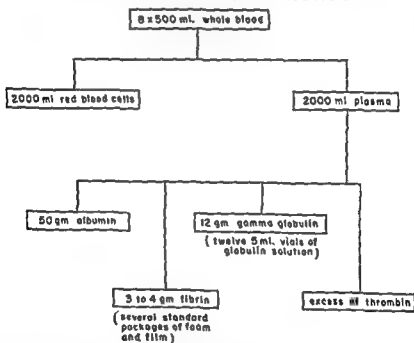 8 x 500 ml. whole blood
2000 ml red blood cells
2000 ml plasma
50 gm albumin
12 gm gamma globulin
(twelve 5 ml. vials of
globulin solution)
3 to 4 gm fibrin
(several standard
packages of foam
and film)
excess of thrombin